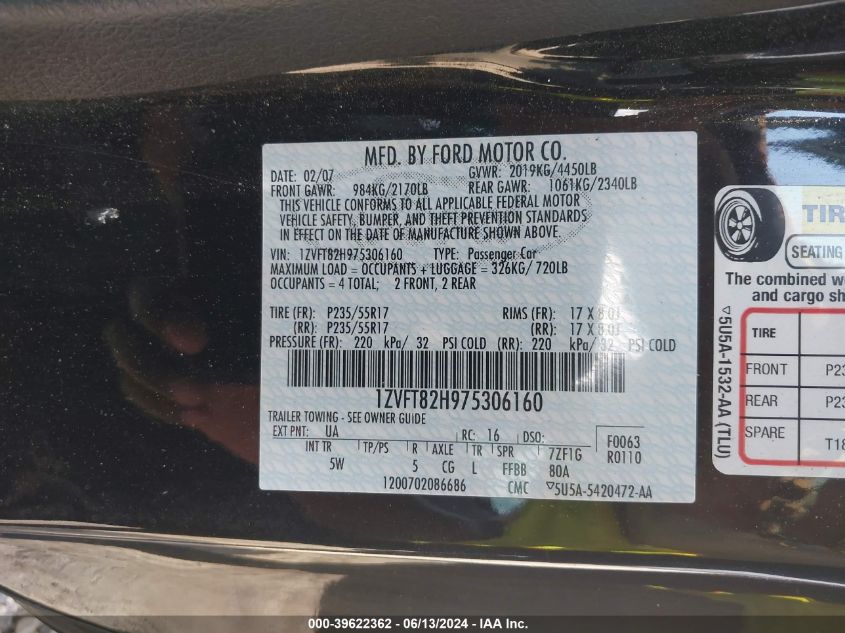 MFD. BY FORD MOTOR CO.
DATE: 02/07 GVWR: 2019KG/4450LB
FRONT GAWR: 984KG/2170LB REAR GAWR: 1061KG/2340LB
THIS VEHICLE CONFORMS TO ALL APPLICABLE FEDERAL MOTOR
VEHICLE SAFETY, BUMPER, AND THEFT PREVENTION STANDARDS
IN EFFECT ON THE DATE OF MANUFACTURE SHOWN ABOVE.
VIN: 1ZVFT82H975306160 TYPE: Passenger Car
MAXIMUM LOAD = OCCUPANTS + LUGGAGE = 326KG/ 720LB
OCCUPANTS = 4 TOTAL; 2 FRONT, 2 REAR
TIRE (FR): P235/55R17 RIMS (FR): 17 X 8.0J
(RR): P235/55R17 (RR): 17 X 8.0J
PRESSURE (FR): 220 kPa/ 32 PSI COLD (RR): 220 kPa/ 32 PSI COLD
1ZVFT82H975306160
TRAILER TOWING - SEE OWNER GUIDE
EXT PNT: UA RC: 16 DSO: F0063
INT TR TP/PS R AXLE TR SPR 7ZF1G R0110
5W 5 CG L FFBB 80A
1200702086686 CMC ▽5U5A-5420472-AA
TIR
SEATING
The combined we
and cargo sh
TIRE
FRONT P23
REAR P23
SPARE T18
▽5U5A-1532-AA (TLU)
000-39622362 - 06/13/2024 - IAA Inc.